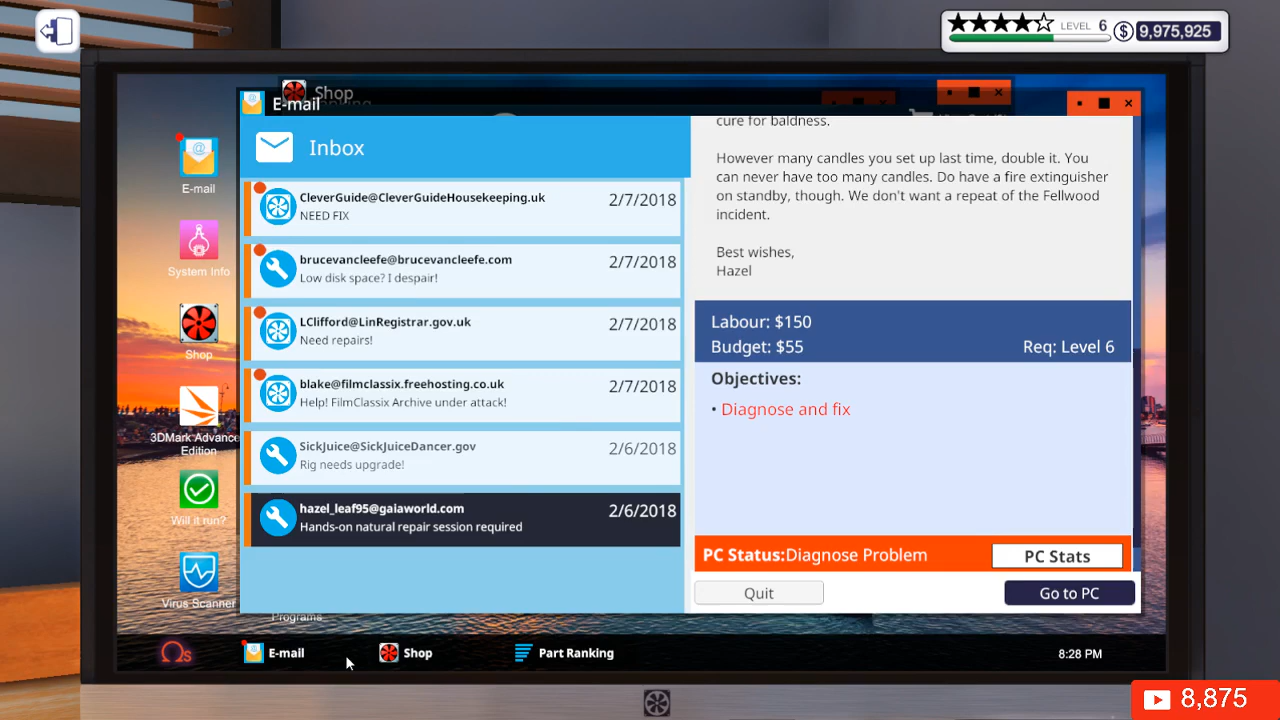 LEVEL 6
$ 9,975,925
Shop
E-mail
Inbox
CleverGuide@CleverGuideHousekeeping.uk
2/7/2018
NEED FIX
brucevancleefe@brucevancleefe.com
2/7/2018
Low disk space? I despair!
LClifford@LinRegistrar.gov.uk
2/7/2018
Need repairs!
blake@filmclassix.freehosting.co.uk
2/7/2018
Help! FilmClassix Archive under attack!
SickJuice@SickJuiceDancer.gov
2/6/2018
Rig needs upgrade!
hazel_leaf95@gaiaworld.com
2/6/2018
Hands-on natural repair session required
cure for baldness.
However many candles you set up last time, double it. You
can never have too many candles. Do have a fire extinguisher
on standby, though. We don't want a repeat of the Fellwood
incident.
Best wishes,
Hazel
Labour: $150
Budget: $55
Req: Level 6
Objectives:
• Diagnose and fix
PC Status:Diagnose Problem
PC Stats
Quit
Go to PC
E-mail
System Info
Shop
3DMark Advance
Edition
Will it run?
Virus Scanner
Programs
Ωs
E-mail
Shop
Part Ranking
8:28 PM
8,875